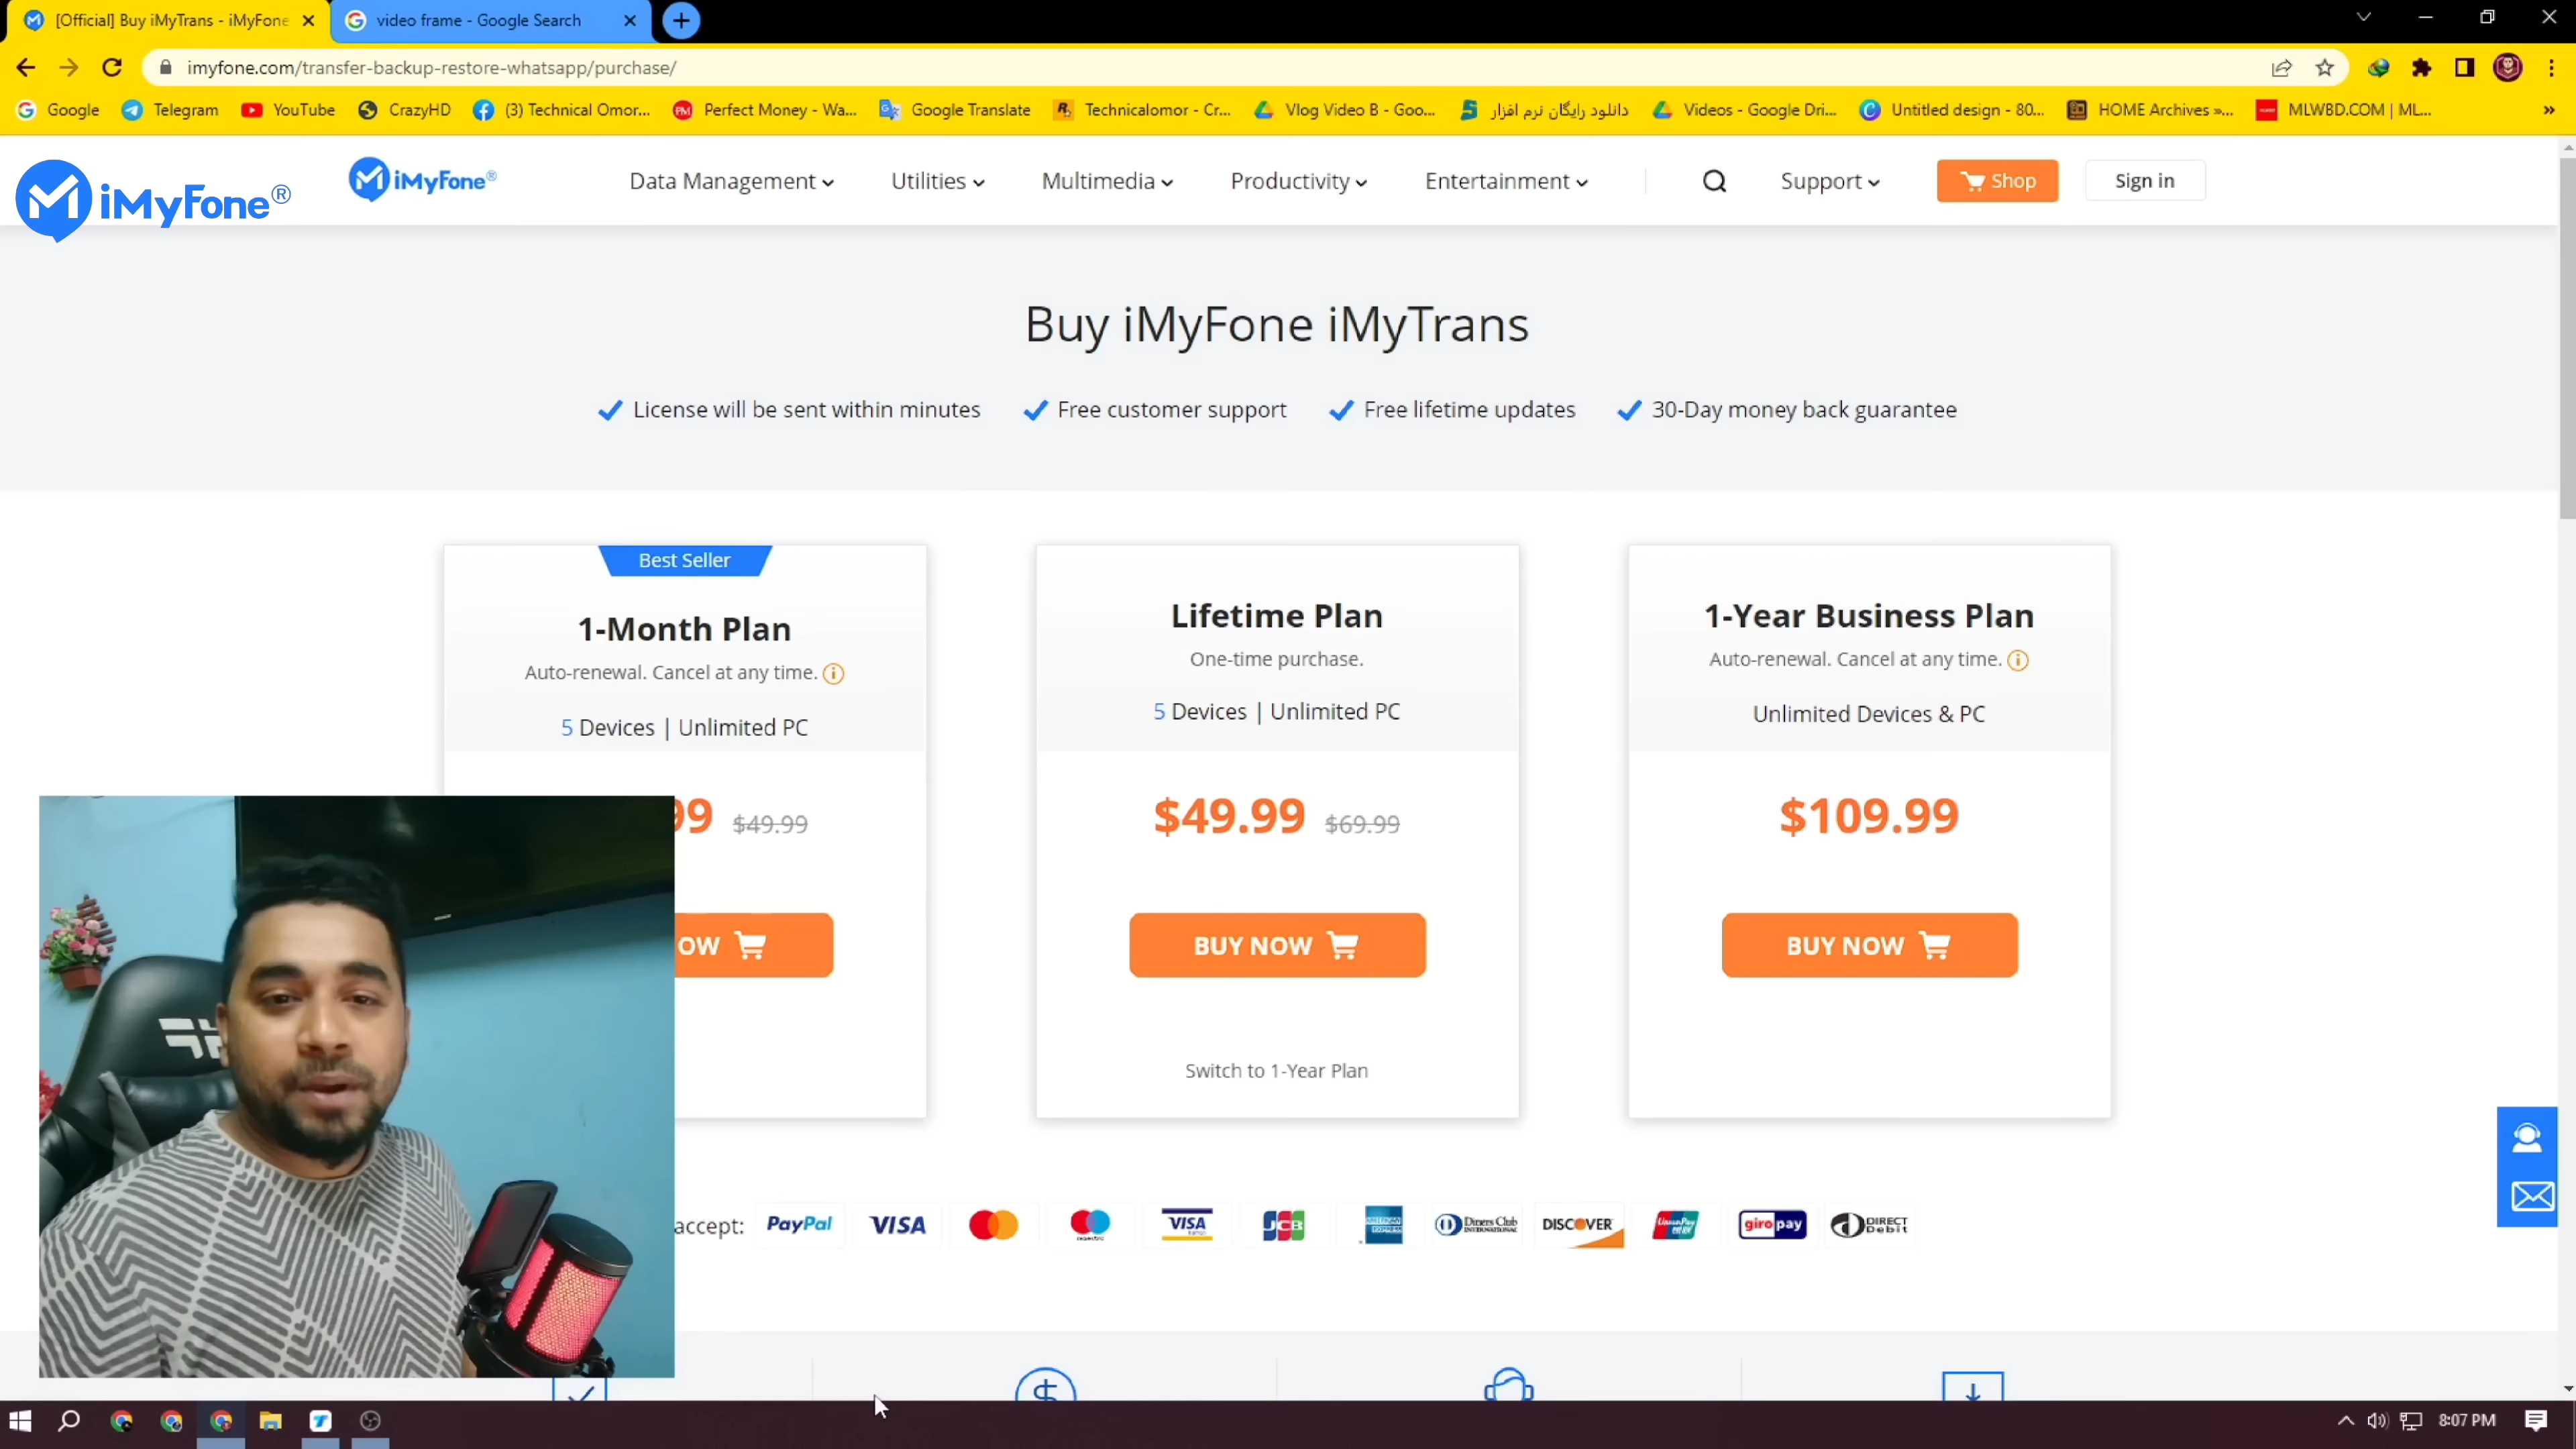 [Official] Buy iMyTrans - iMyFone
video frame - Google Search
imyfone.com/transfer-backup-restore-whatsapp/purchase/
Google
Telegram
YouTube
CrazyHD
(3) Technical Omor...
Perfect Money - Wa...
Google Translate
Technicalomor - Cr...
Vlog Video B - Goo...
دانلود رایگان نرم افزار
Videos - Google Dri...
Untitled design - 80...
HOME Archives »...
MLWBD.COM | ML...
iMyFone®
iMyFone®
Data Management
Utilities
Multimedia
Productivity
Entertainment
Support
Shop
Sign in
Buy iMyFone iMyTrans
License will be sent within minutes
Free customer support
Free lifetime updates
30-Day money back guarantee
Best Seller
1-Month Plan
Auto-renewal. Cancel at any time.
5 Devices | Unlimited PC
99 $49.99
OW
Lifetime Plan
One-time purchase.
5 Devices | Unlimited PC
$49.99 $69.99
BUY NOW
Switch to 1-Year Plan
1-Year Business Plan
Auto-renewal. Cancel at any time.
Unlimited Devices & PC
$109.99
BUY NOW
accept: PayPal VISA VISA JCB AMERICAN EXPRESS Diners Club INTERNATIONAL DISCOVER UnionPay giropay DIRECT Debit
8:07 PM